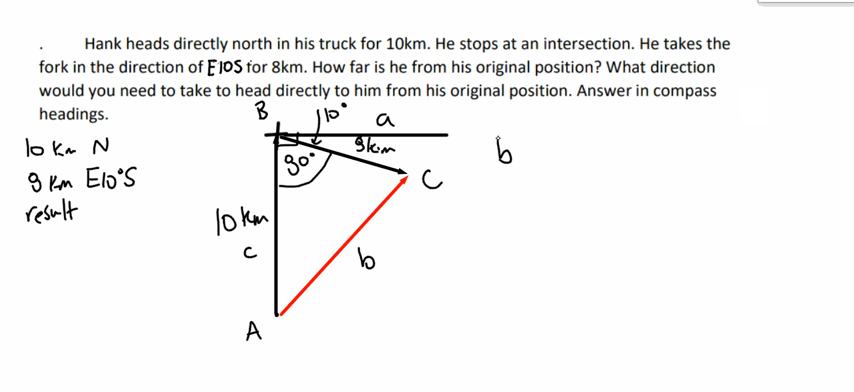 . Hank heads directly north in his truck for 10km. He stops at an intersection. He takes the
fork in the direction of E10S for 8km. How far is he from his original position? What direction
would you need to take to head directly to him from his original position. Answer in compass
headings.
B 10° a
10 km N
8km
b
80°
8 km E10°S
C
result
10 km
c
b
A